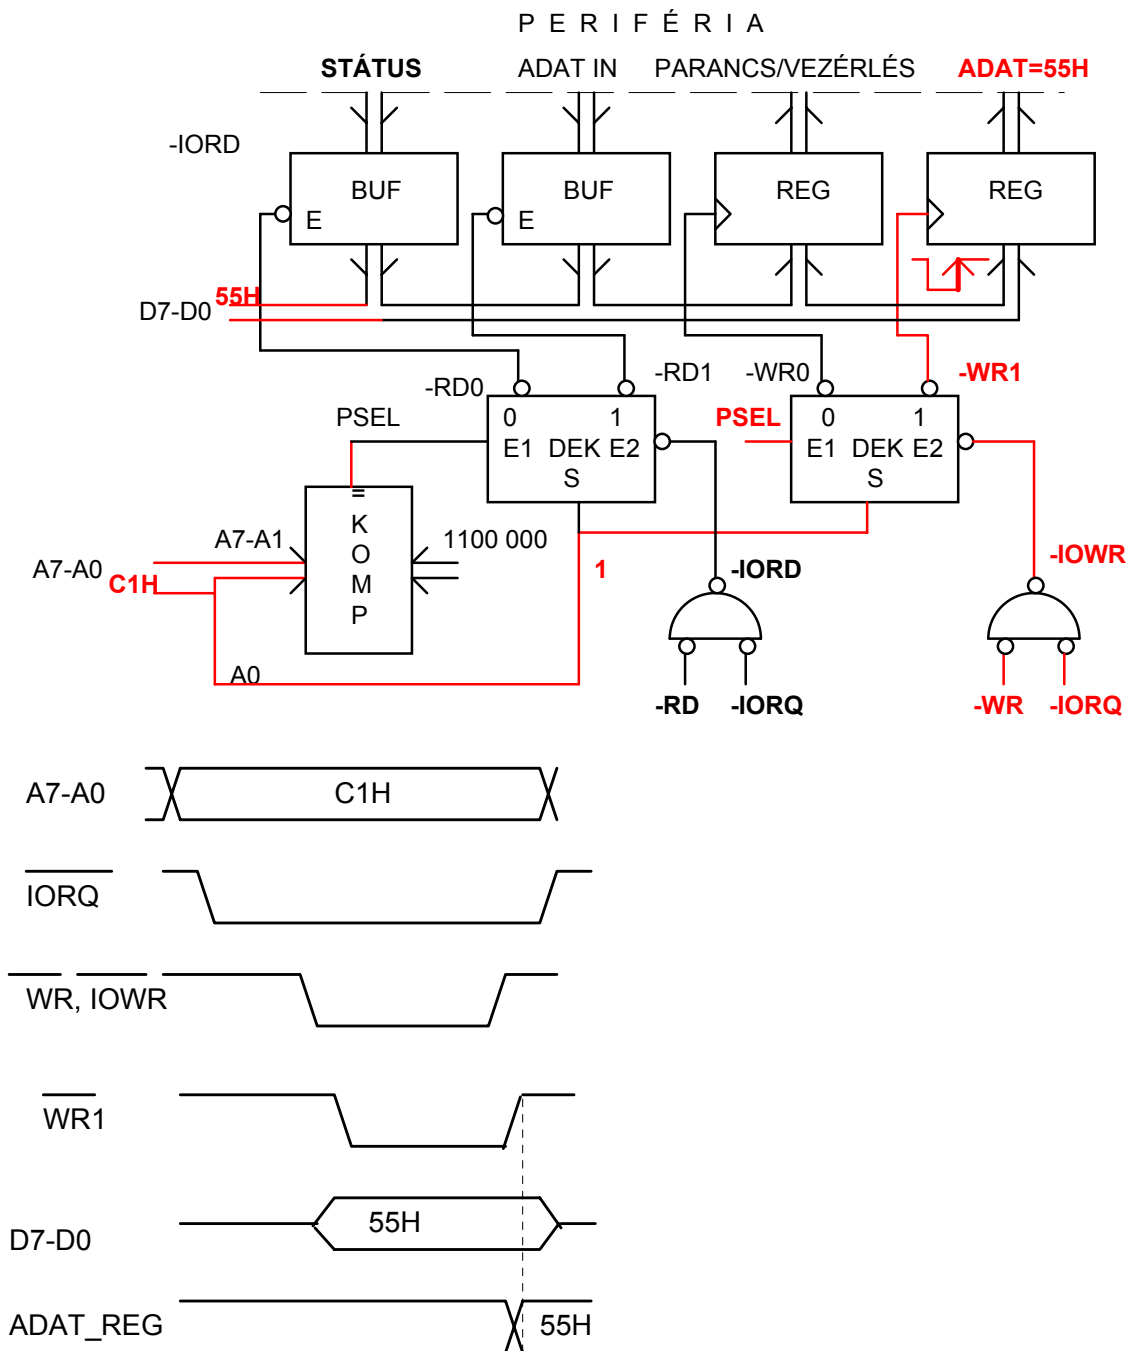 P E R I F É R I A
STÁTUS ADAT IN PARANCS/VEZÉRLÉS ADAT=55H
-IORD
BUF BUF REG REG
E E
55H
D7-D0
-RD0 -RD1 -WR0 -WR1
PSEL 0 1 PSEL 0 1
E1 DEK E2 E1 DEK E2
S S
=
K
O
M
P
A7-A1 1100 000
A7-A0 C1H 1 -IORD -IOWR
A0
-RD -IORQ -WR -IORQ
A7-A0 C1H
IORQ
WR, IOWR
WR1
D7-D0 55H
ADAT_REG 55H